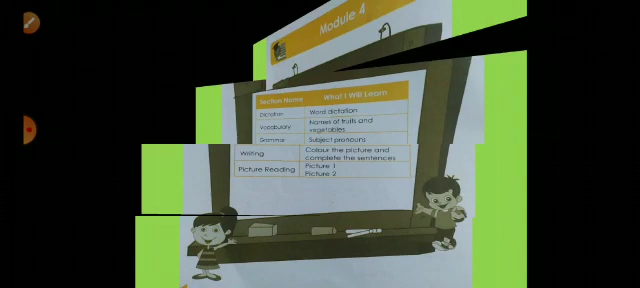 Module 4
Section Name What I Will Learn
Dictation Word dictation
Vocabulary Names of fruits and
vegetables
Grammar Subject pronouns
Writing Colour the picture and
complete the sentences
Picture Reading Picture 1
Picture 2